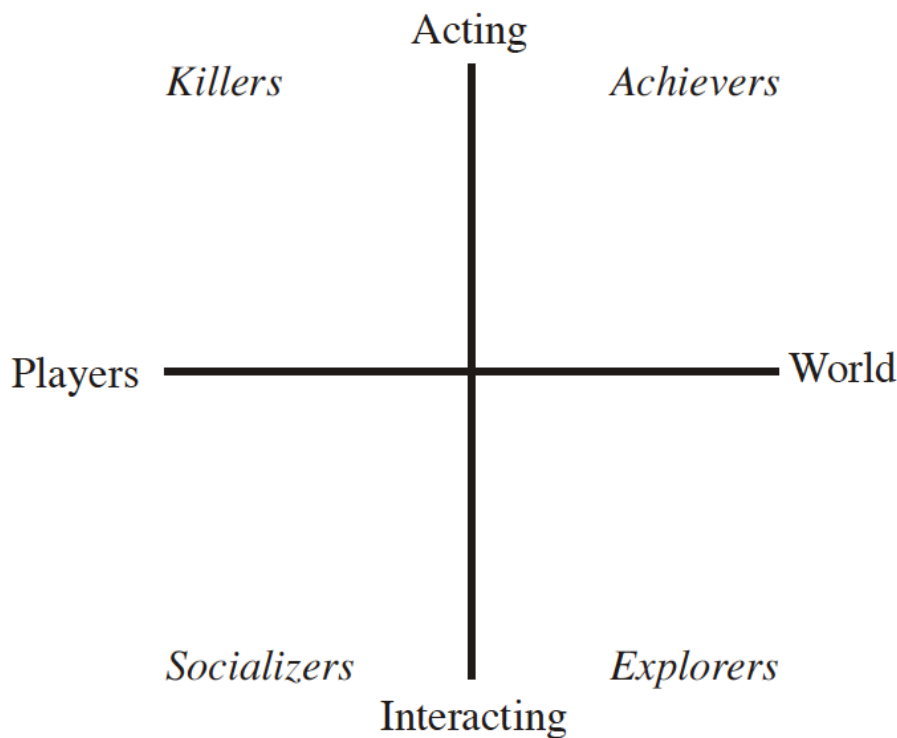 Acting
Killers
Achievers
Players
World
Socializers
Explorers
Interacting